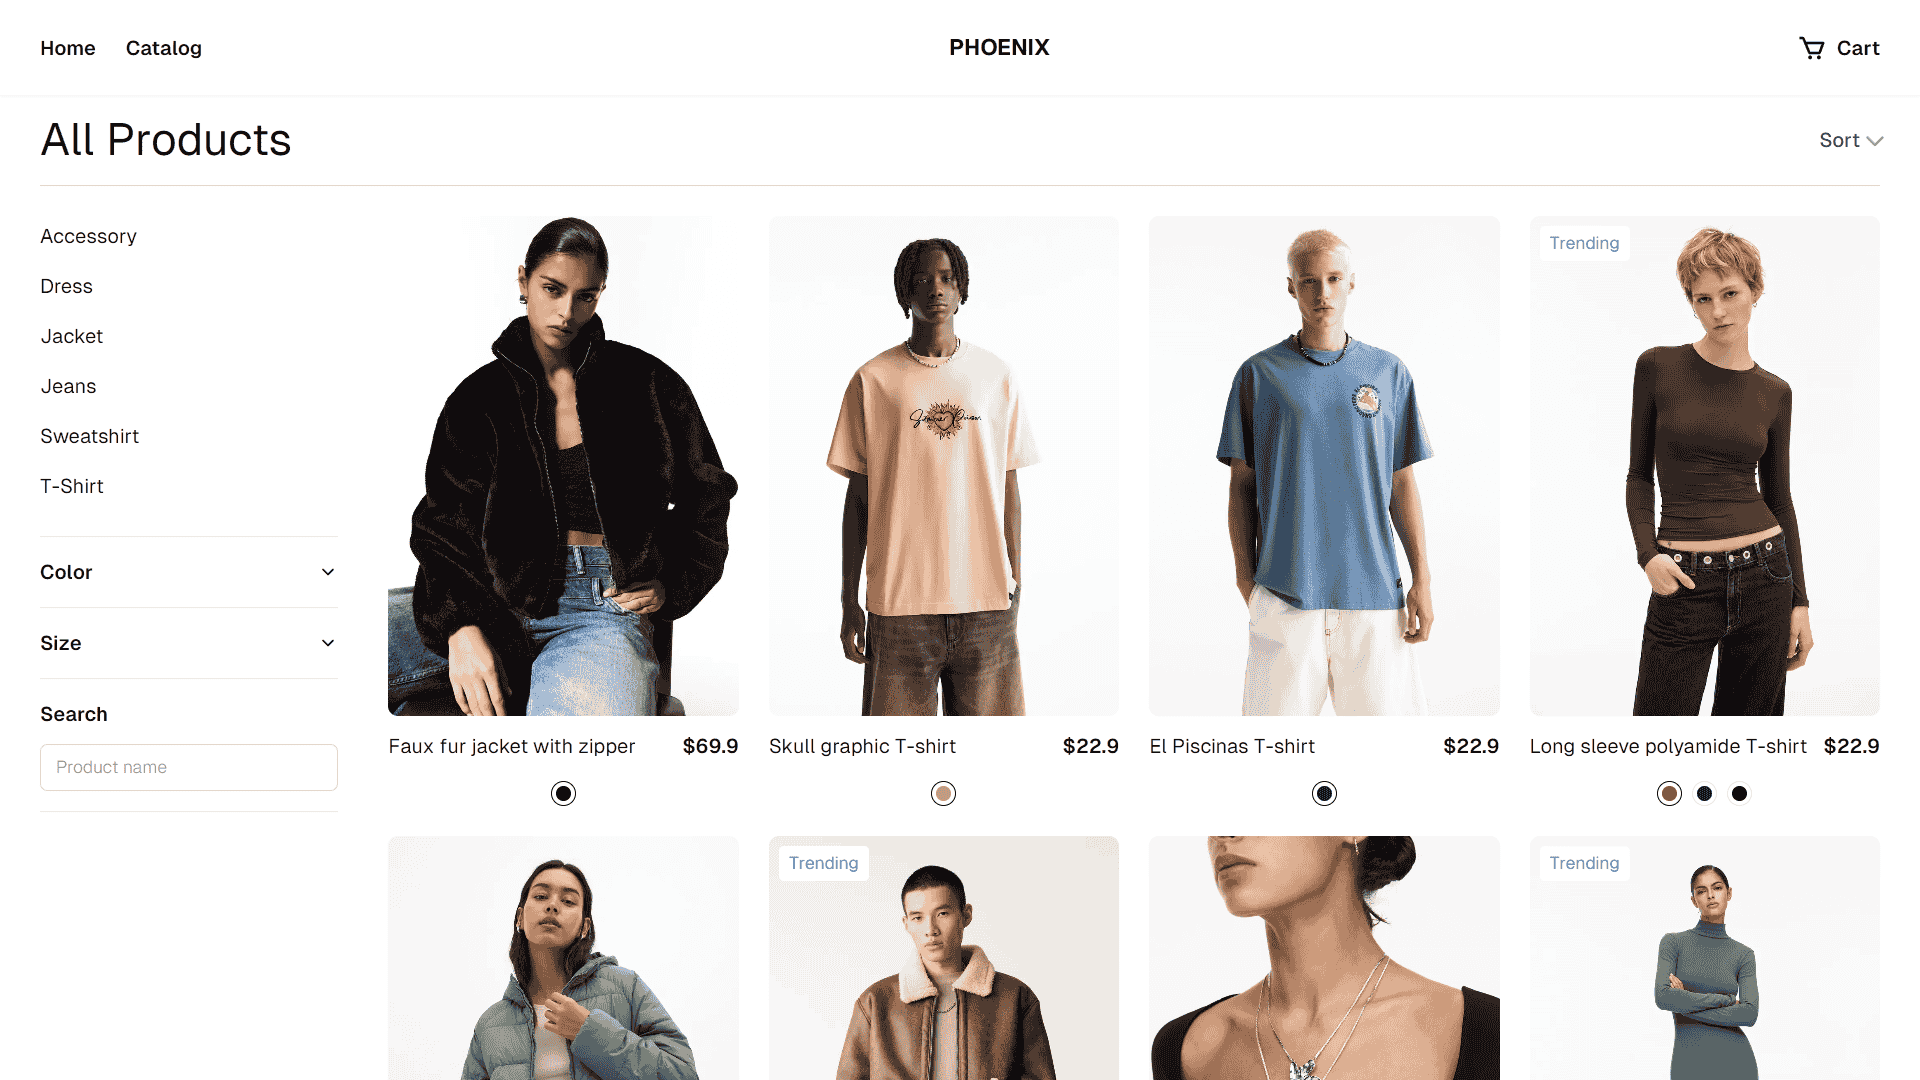 Home
Catalog
PHOENIX
Cart
All Products
Sort
Accessory
Dress
Jacket
Jeans
Sweatshirt
T-Shirt
Color
Size
Search
Product name
Faux fur jacket with zipper $69.9
Skull graphic T-shirt $22.9
El Piscinas T-shirt $22.9
Trending
Long sleeve polyamide T-shirt $22.9
Trending
Trending